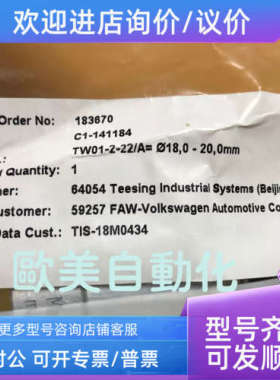 欢迎进店询价/议价
Order No: 183670
C1-141184
TW01-2-22/A= Ø18,0 - 20,0mm
Quantity: 1
64054 Teesing Industrial Systems (Beijin
Customer: 59257 FAW-Volkswagen Automotive Co
Data Cust.: TIS-18M0434
歐美自動化
更多型号咨询店铺客服
对公 可开专票/普票
型号齐
可发顺